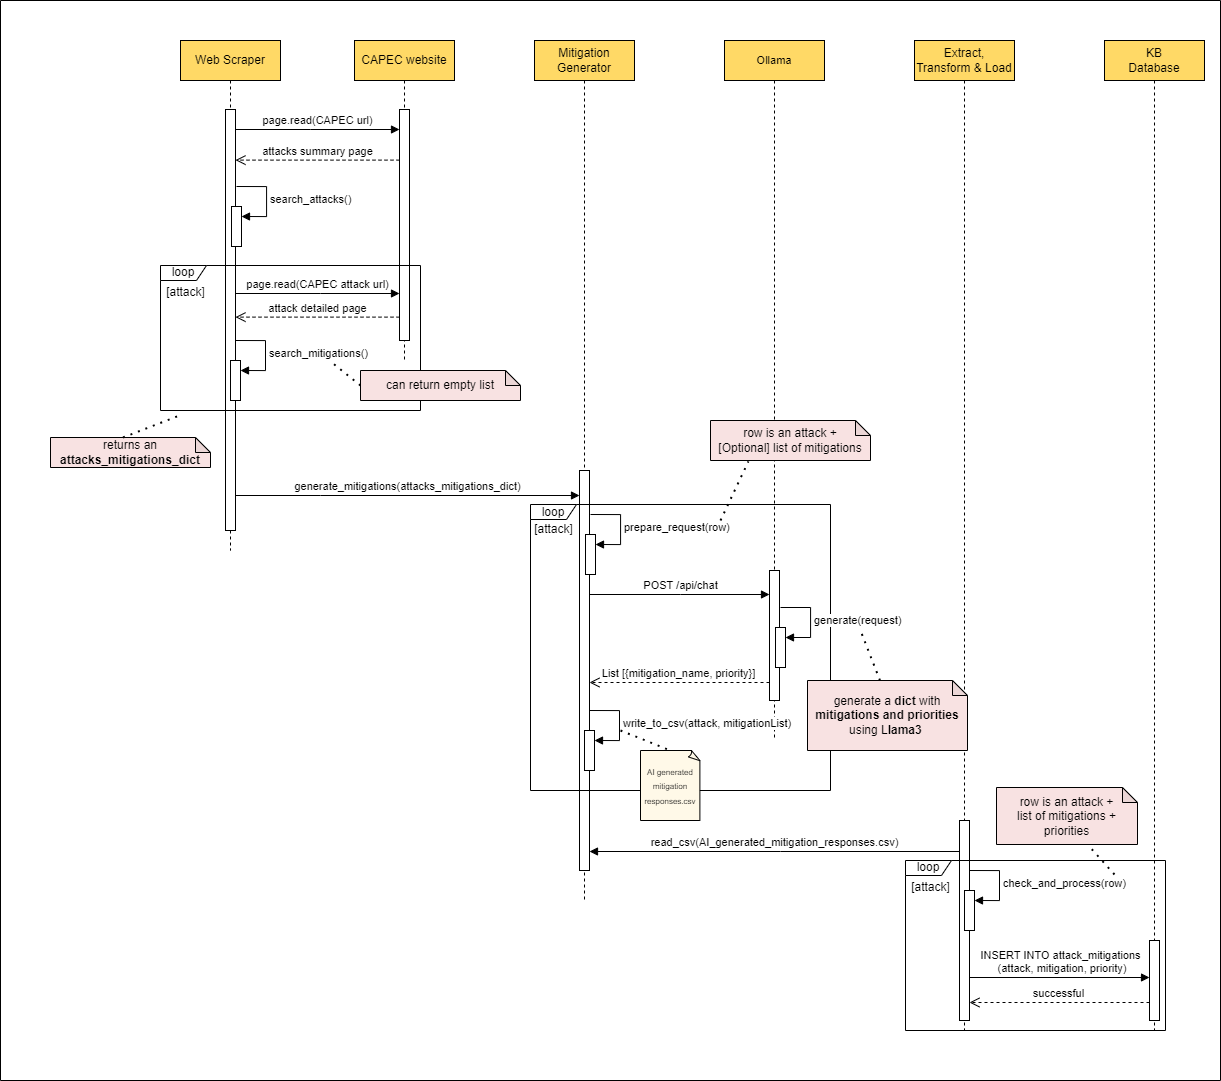 Web Scraper
CAPEC website
Mitigation
Generator
Ollama
Extract,
Transform & Load
KB
Database
page.read(CAPEC url)
attacks summary page
search_attacks()
loop
[attack]
page.read(CAPEC attack url)
attack detailed page
search_mitigations()
can return empty list
returns an
attacks_mitigations_dict
row is an attack +
[Optional] list of mitigations
generate_mitigations(attacks_mitigations_dict)
loop
[attack]
prepare_request(row)
POST /api/chat
generate(request)
List [{mitigation_name, priority}]
generate a dict with
mitigations and priorities
using Llama3
write_to_csv(attack, mitigationList)
AI generated
mitigation
responses.csv
row is an attack +
list of mitigations +
priorities
read_csv(AI_generated_mitigation_responses.csv)
loop
[attack]
check_and_process(row)
INSERT INTO attack_mitigations
(attack, mitigation, priority)
successful